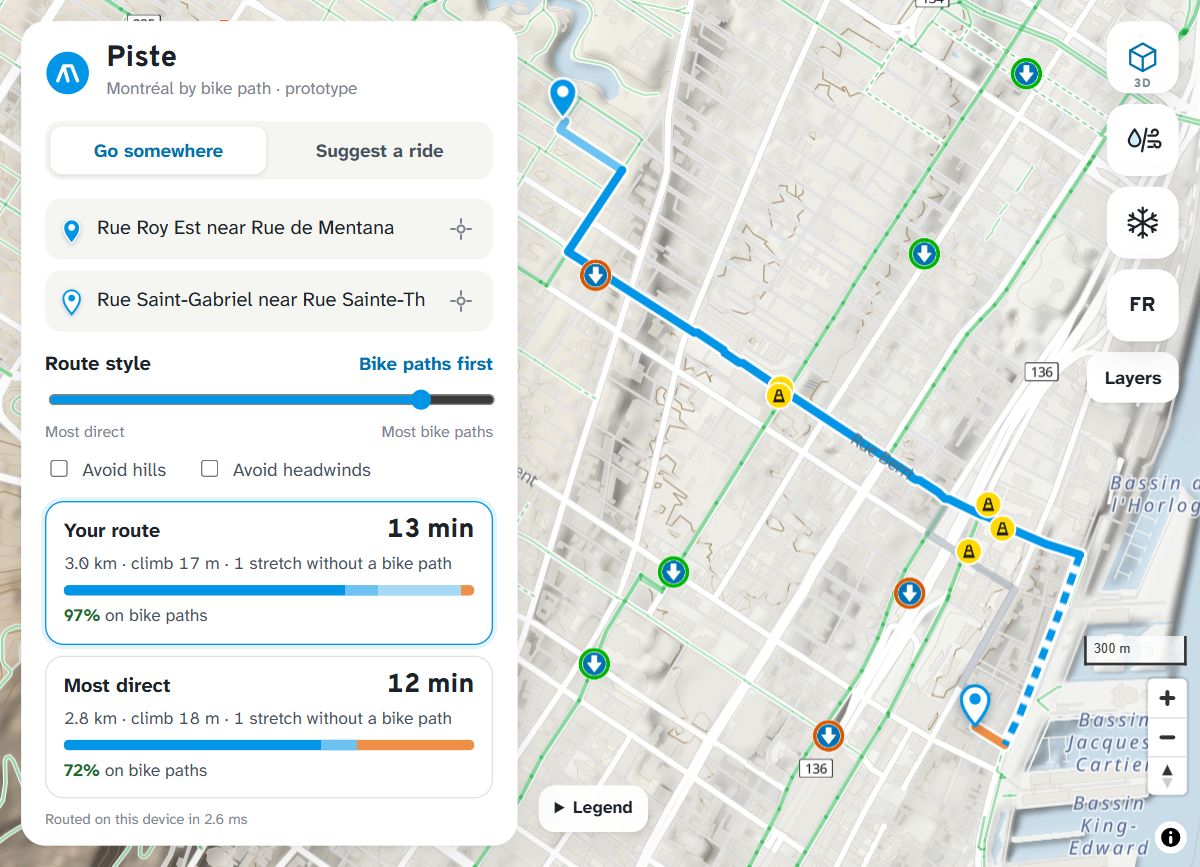 Piste
Montréal by bike path · prototype
Go somewhere
Suggest a ride
Rue Roy Est near Rue de Mentana
Rue Saint-Gabriel near Rue Sainte-Th
Route style
Bike paths first
Most direct
Most bike paths
Avoid hills
Avoid headwinds
Your route
13 min
3.0 km · climb 17 m · 1 stretch without a bike path
97% on bike paths
Most direct
12 min
2.8 km · climb 18 m · 1 stretch without a bike path
72% on bike paths
Routed on this device in 2.6 ms
3D
FR
Layers
136
Bassin
l'Horlog
300 m
Bassin
Jacques
Cartier
136
Legend
Bassin
King-
Edward